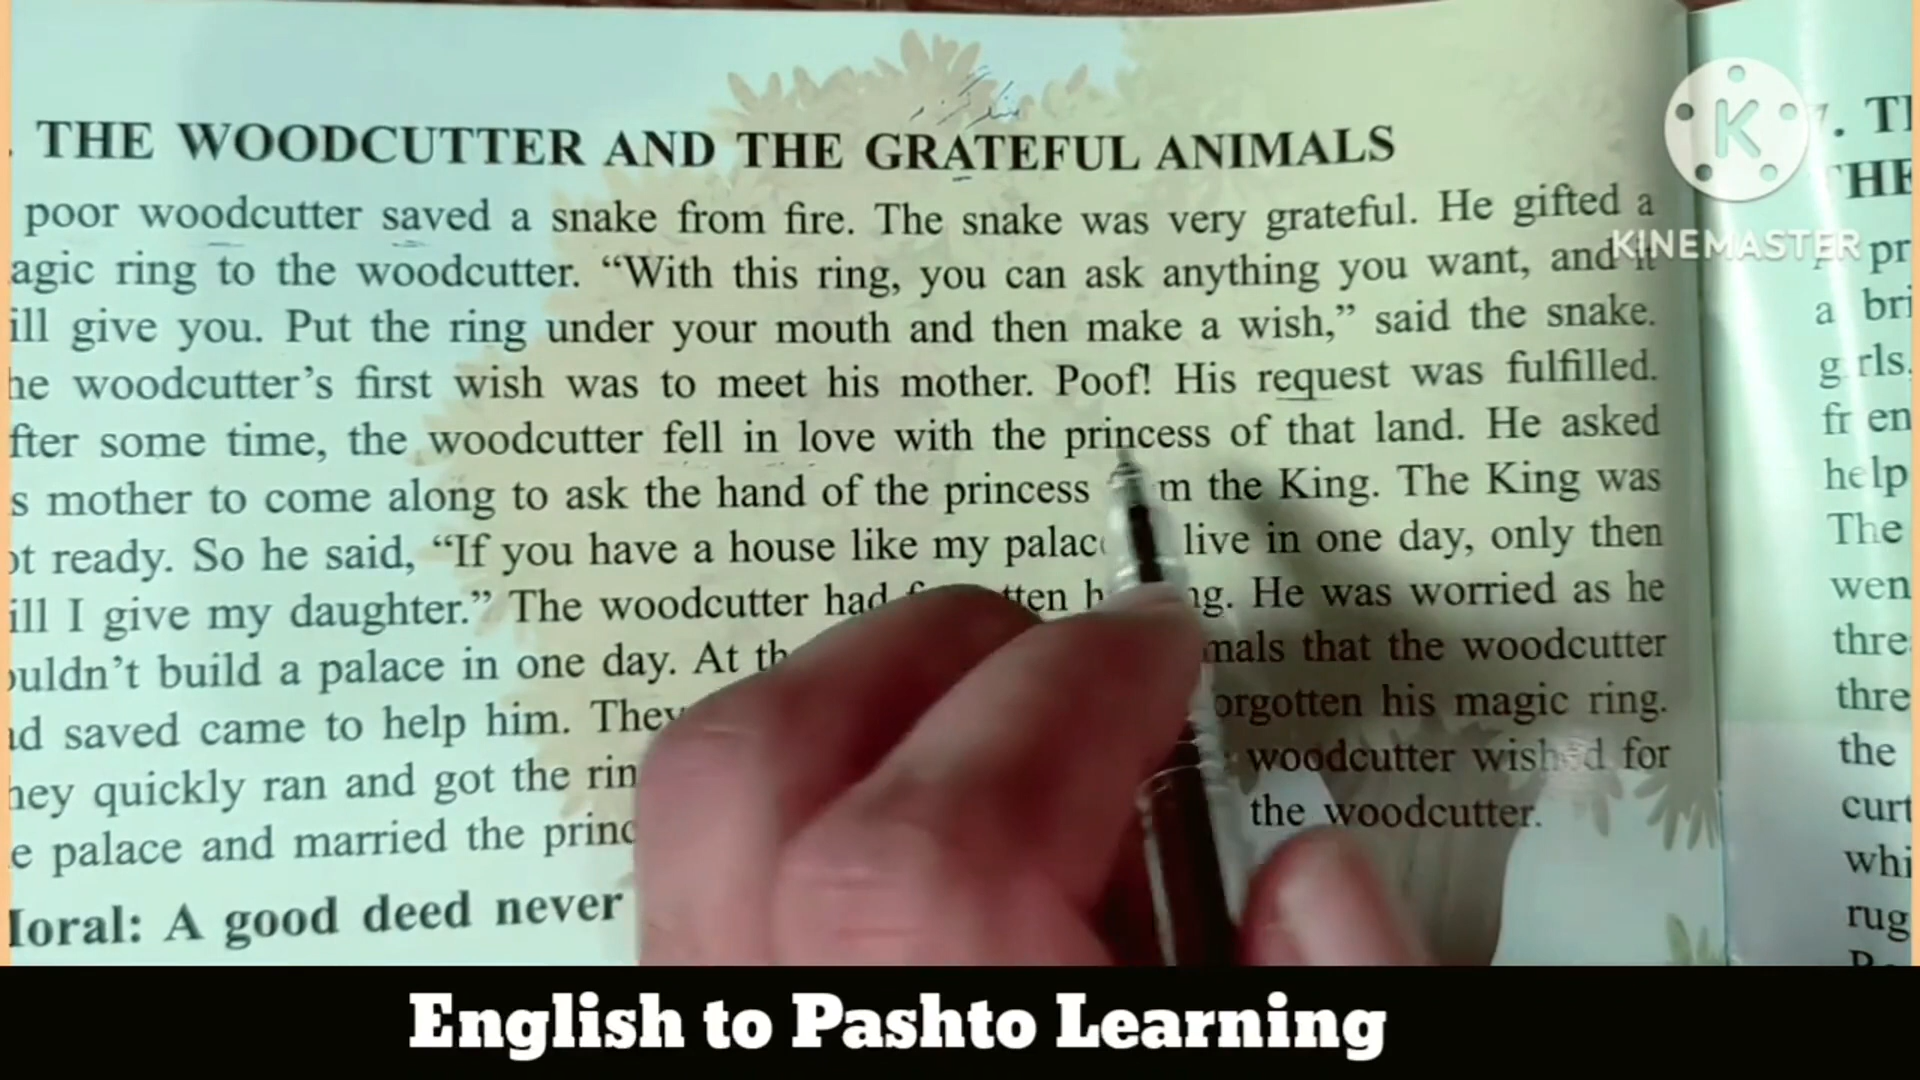 THE WOODCUTTER AND THE GRATEFUL ANIMALS
poor woodcutter saved a snake from fire. The snake was very grateful. He gifted a
agic ring to the woodcutter. “With this ring, you can ask anything you want, and it
ill give you. Put the ring under your mouth and then make a wish,” said the snake.
he woodcutter’s first wish was to meet his mother. Poof! His request was fulfilled.
fter some time, the woodcutter fell in love with the princess of that land. He asked
s mother to come along to ask the hand of the princess m the King. The King was
ot ready. So he said, “If you have a house like my palac live in one day, only then
ill I give my daughter.” The woodcutter had tten h ng. He was worried as he
ouldn’t build a palace in one day. At th mals that the woodcutter
ad saved came to help him. They orgotten his magic ring.
hey quickly ran and got the rin woodcutter wished for
e palace and married the princ the woodcutter.
Moral: A good deed never
K
KINEMASTER
7. TH
THE
pr
a bri
g rls.
fr en
help
The
wen
thre
thre
the
curt
whi
rug
English to Pashto Learning